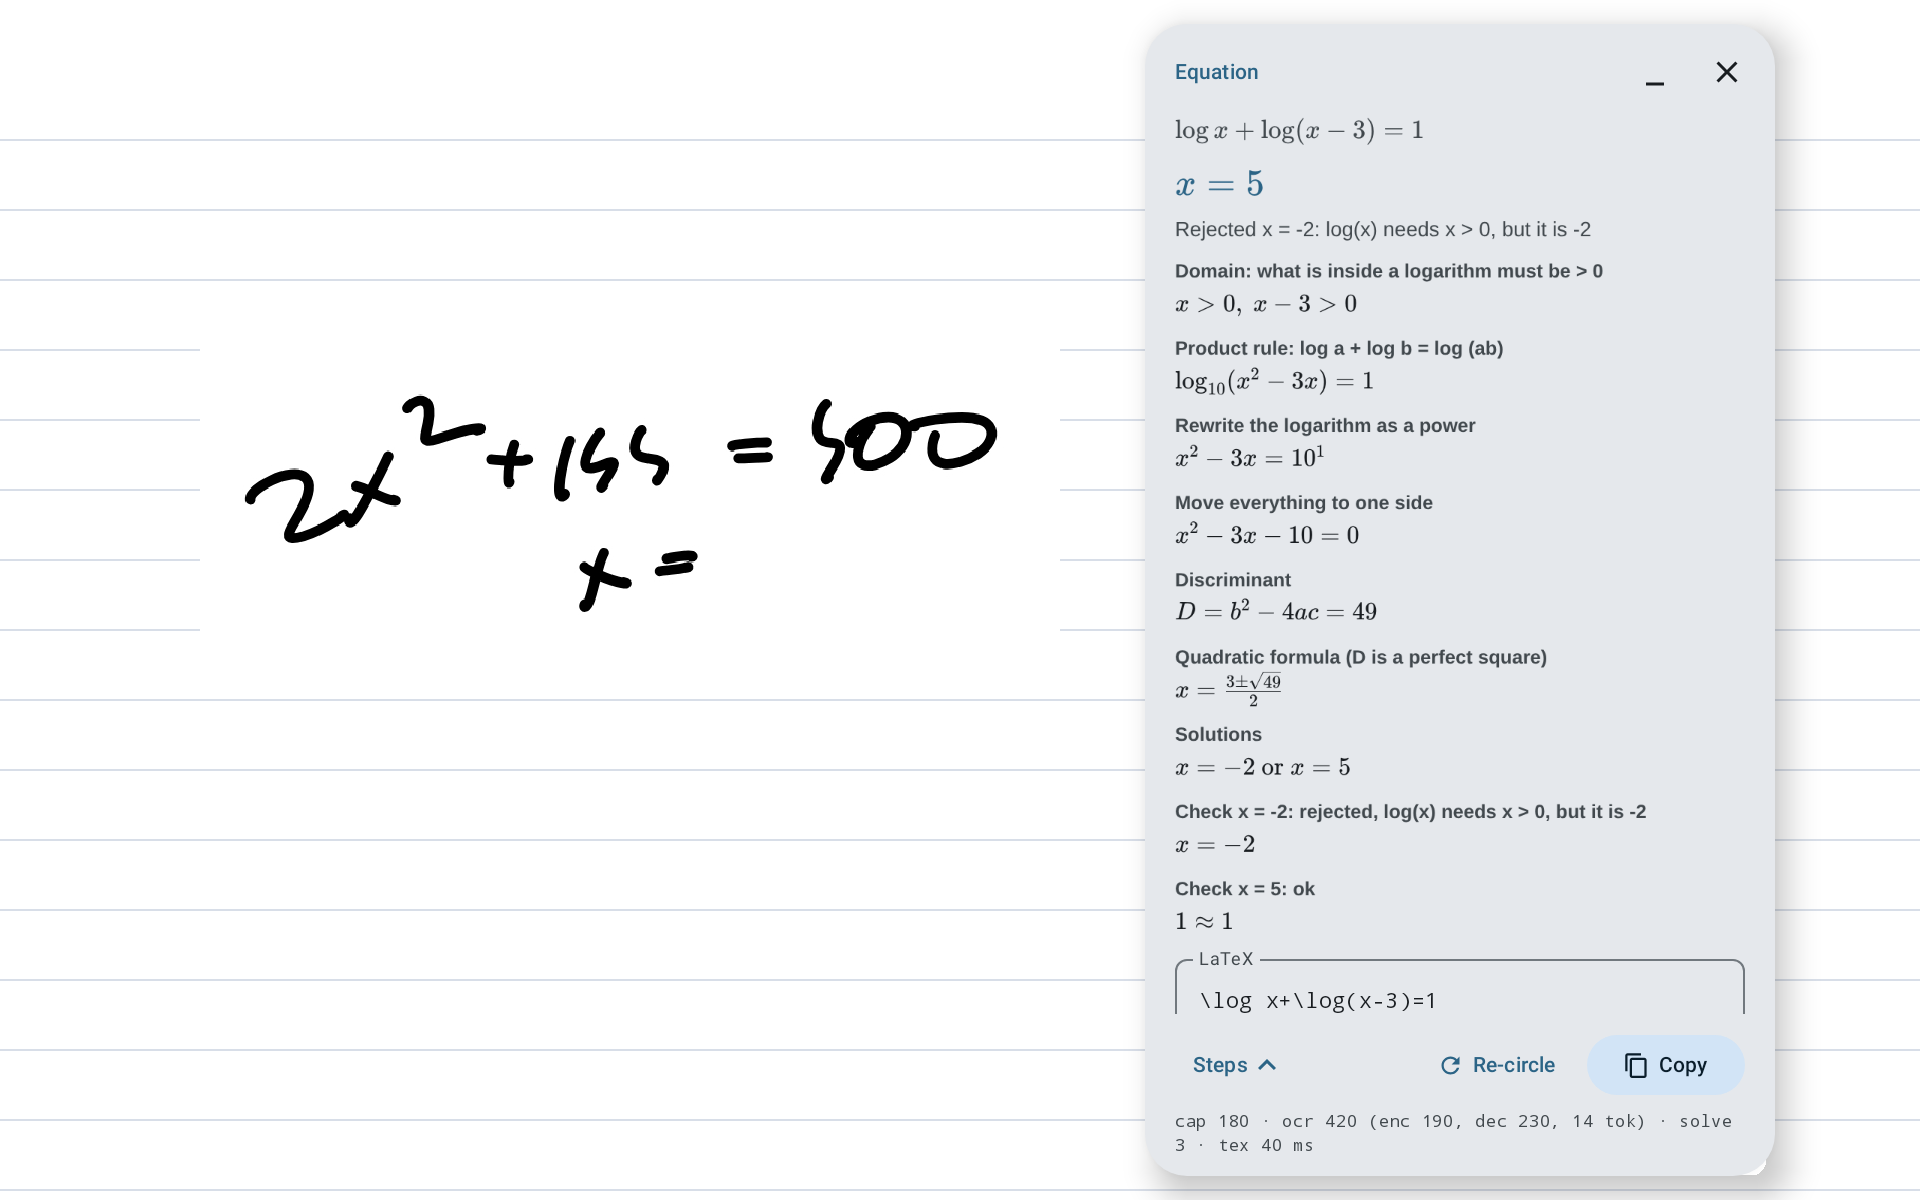 2x² + 155 = 500
x =
Equation
log x + log(x − 3) = 1
x = 5
Rejected x = -2: log(x) needs x > 0, but it is -2
Domain: what is inside a logarithm must be > 0
x > 0, x − 3 > 0
Product rule: log a + log b = log (ab)
log₁₀(x² − 3x) = 1
Rewrite the logarithm as a power
x² − 3x = 10¹
Move everything to one side
x² − 3x − 10 = 0
Discriminant
D = b² − 4ac = 49
Quadratic formula (D is a perfect square)
x = (3±√49)/2
Solutions
x = −2 or x = 5
Check x = -2: rejected, log(x) needs x > 0, but it is -2
x = −2
Check x = 5: ok
1 ≈ 1
LaTeX
\log x+\log(x-3)=1
Steps Re-circle Copy
cap 180 · ocr 420 (enc 190, dec 230, 14 tok) · solve
3 · tex 40 ms